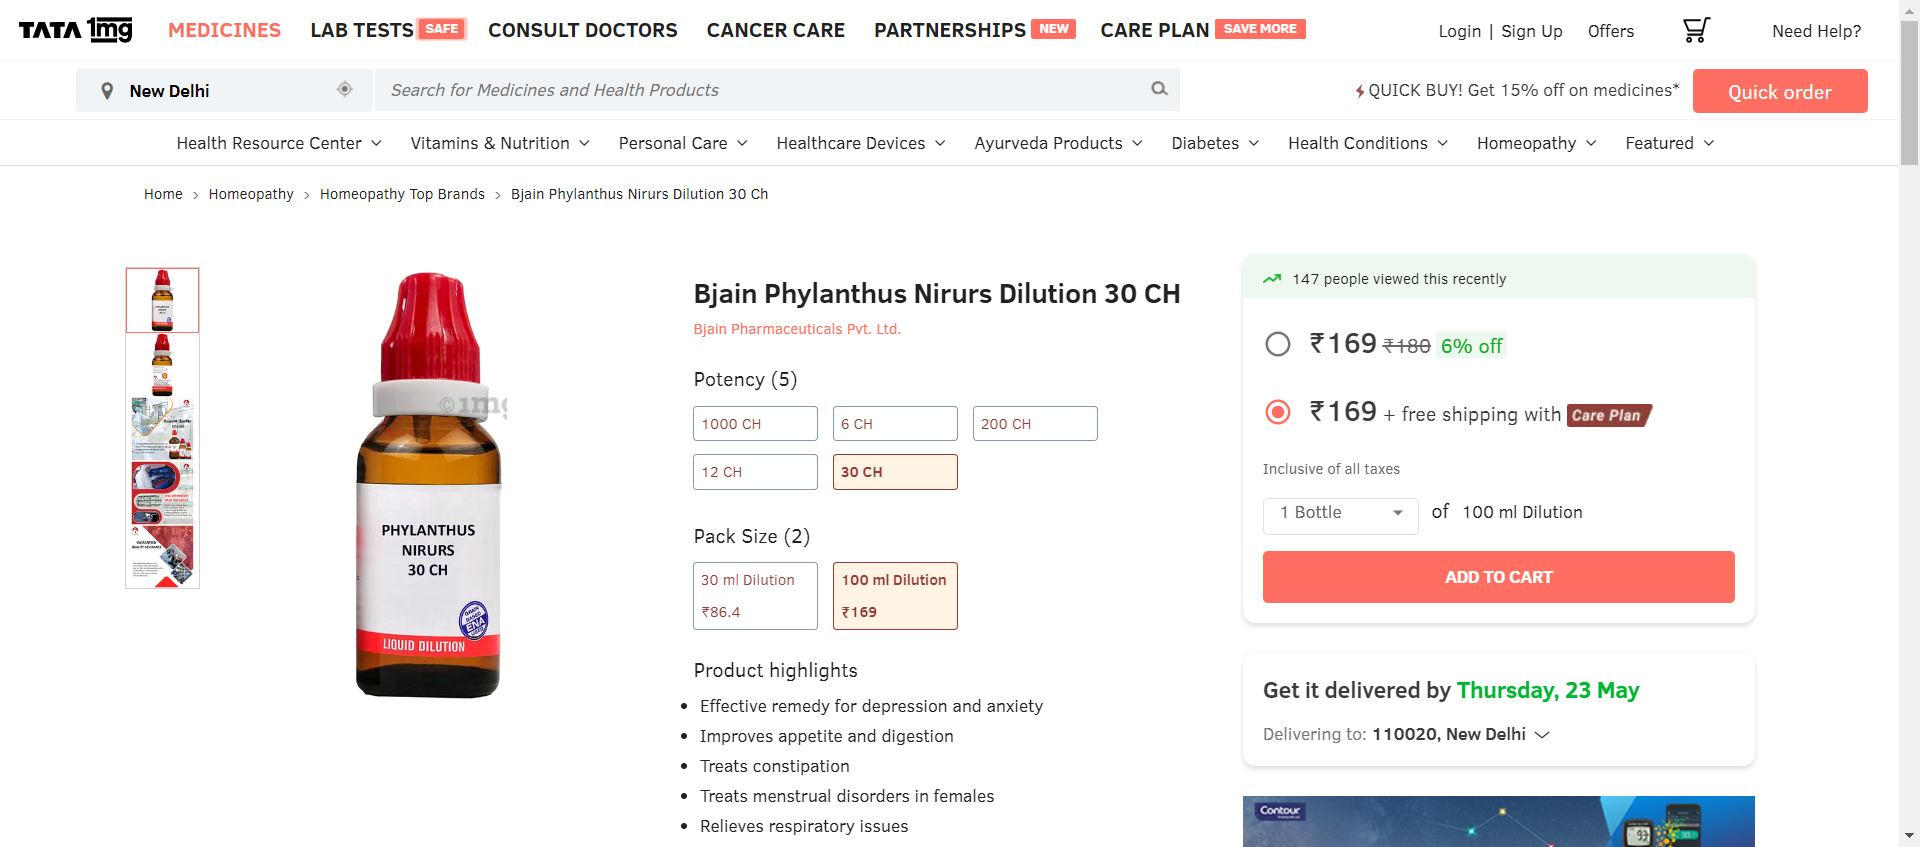 TATA 1mg
MEDICINES
LAB TESTS SAFE
CONSULT DOCTORS
CANCER CARE
PARTNERSHIPS NEW
CARE PLAN SAVE MORE
Login | Sign Up
Offers
Need Help?
New Delhi
Search for Medicines and Health Products
QUICK BUY! Get 15% off on medicines*
Quick order
Health Resource Center
Vitamins & Nutrition
Personal Care
Healthcare Devices
Ayurveda Products
Diabetes
Health Conditions
Homeopathy
Featured
Home > Homeopathy > Homeopathy Top Brands > Bjain Phylanthus Nirurs Dilution 30 Ch
©1mg
PHYLANTHUS
NIRURS
30 CH
GRAIN
BASED
ENA
LIQUID DILUTION
Bjain Phylanthus Nirurs Dilution 30 CH
Bjain Pharmaceuticals Pvt. Ltd.
Potency (5)
1000 CH
6 CH
200 CH
12 CH
30 CH
Pack Size (2)
30 ml Dilution
₹86.4
100 ml Dilution
₹169
Product highlights
• Effective remedy for depression and anxiety
• Improves appetite and digestion
• Treats constipation
• Treats menstrual disorders in females
• Relieves respiratory issues
147 people viewed this recently
₹169 ₹180 6% off
₹169 + free shipping with Care Plan
Inclusive of all taxes
1 Bottle of 100 ml Dilution
ADD TO CART
Get it delivered by Thursday, 23 May
Delivering to: 110020, New Delhi
Contour